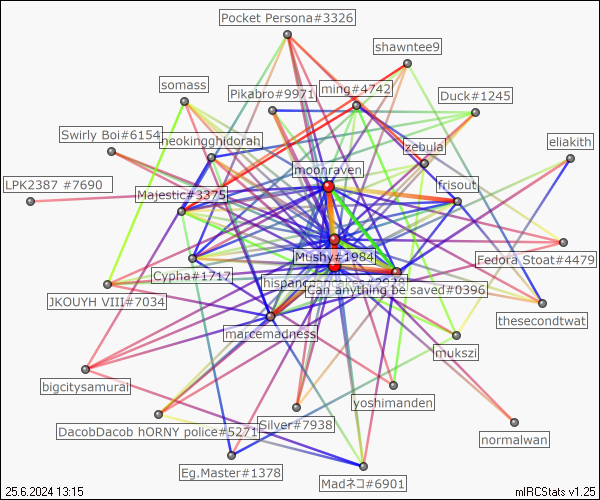 Pocket Persona#3326
shawntee9
somass
Pikabro#9971
ming#4742
Duck#1245
Swirly Boi#6154
neokingghidorah
zebula
eliakith
moonraven
LPK2387 #7690
Majestic#3375
frisout
Mushy#1984
Fedora Stoat#4479
Cypha#1717
Can anything be saved#0396
JKOUYH VIII#7034
thesecondtwat
marcemadness
mukszi
bigcitysamurai
yoshimanden
DacobDacob hORNY police#5271
Silver#7938
normalwan
Eg.Master#1378
Madネコ#6901
25.6.2024 13:15
mIRCStats v1.25